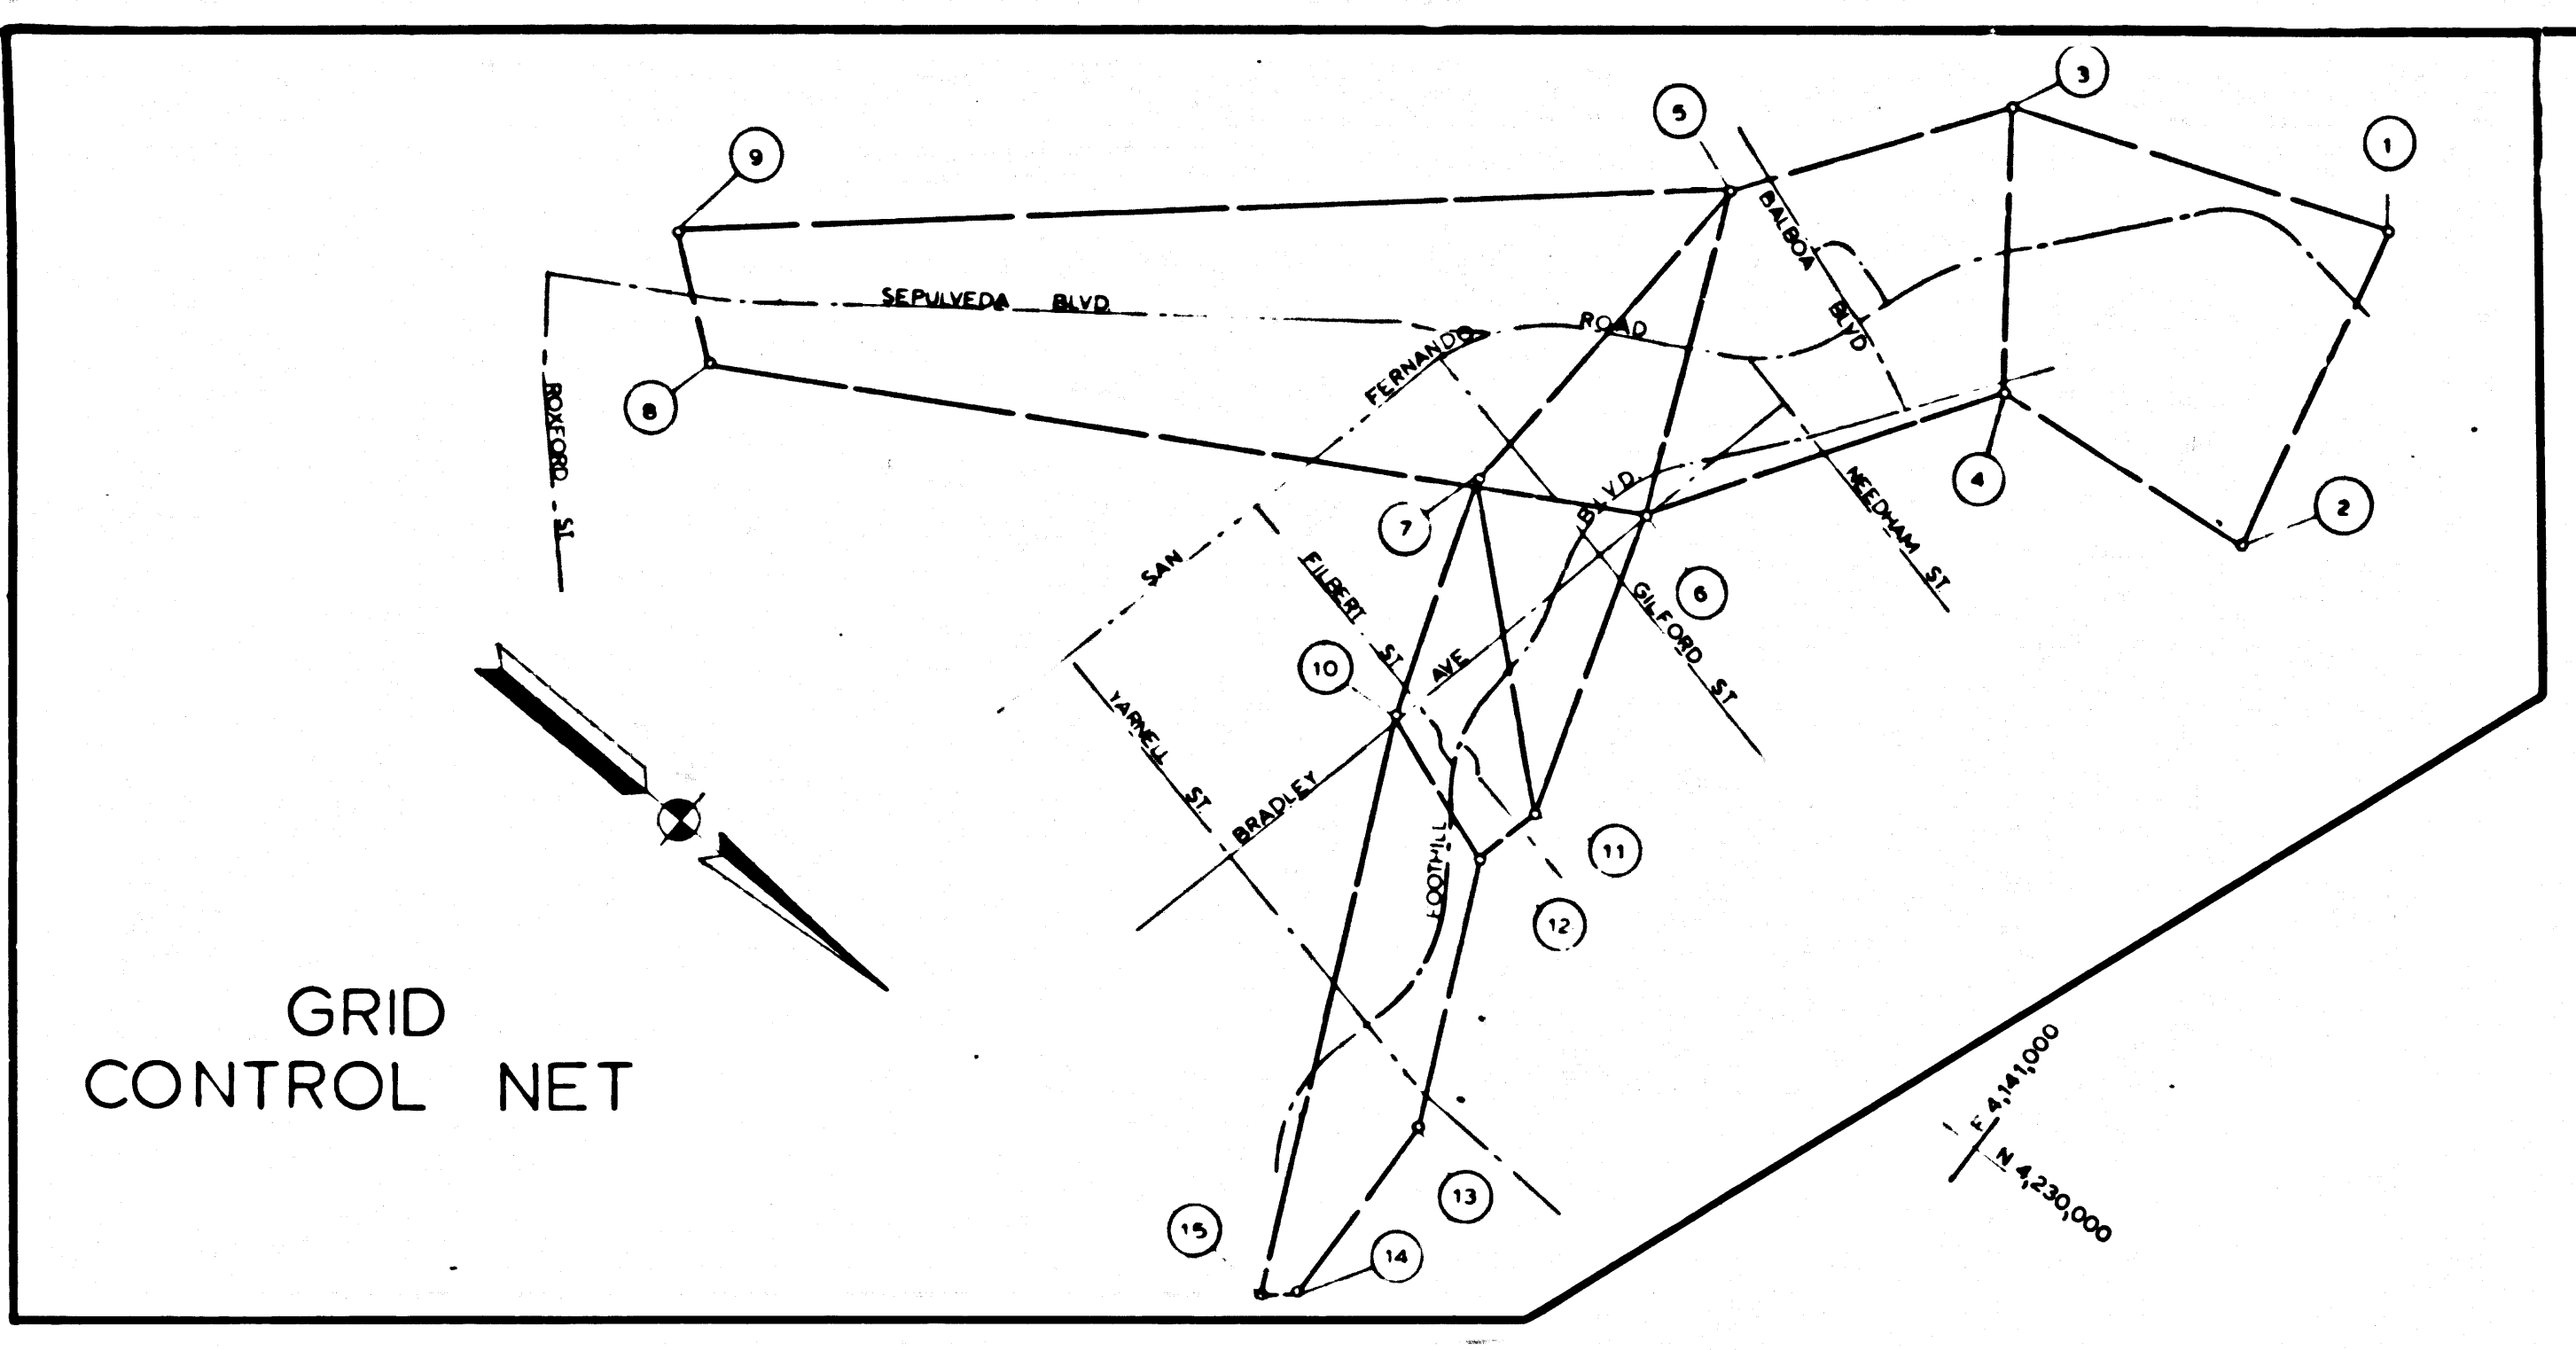 3
5
1
9
BALBOA BLVD
SEPULVEDA BLVD.
ROAD
FERNANDO
ROXFORD ST.
8
4
NEEDHAM ST.
2
7
BLVD.
SAN
FILBERT ST.
6
GILFORD ST
10
AVE
YARNELL ST.
BRADLEY
FOOTHILL
11
12
GRID
CONTROL NET
E 4,141,000
N 4,230,000
13
15
14